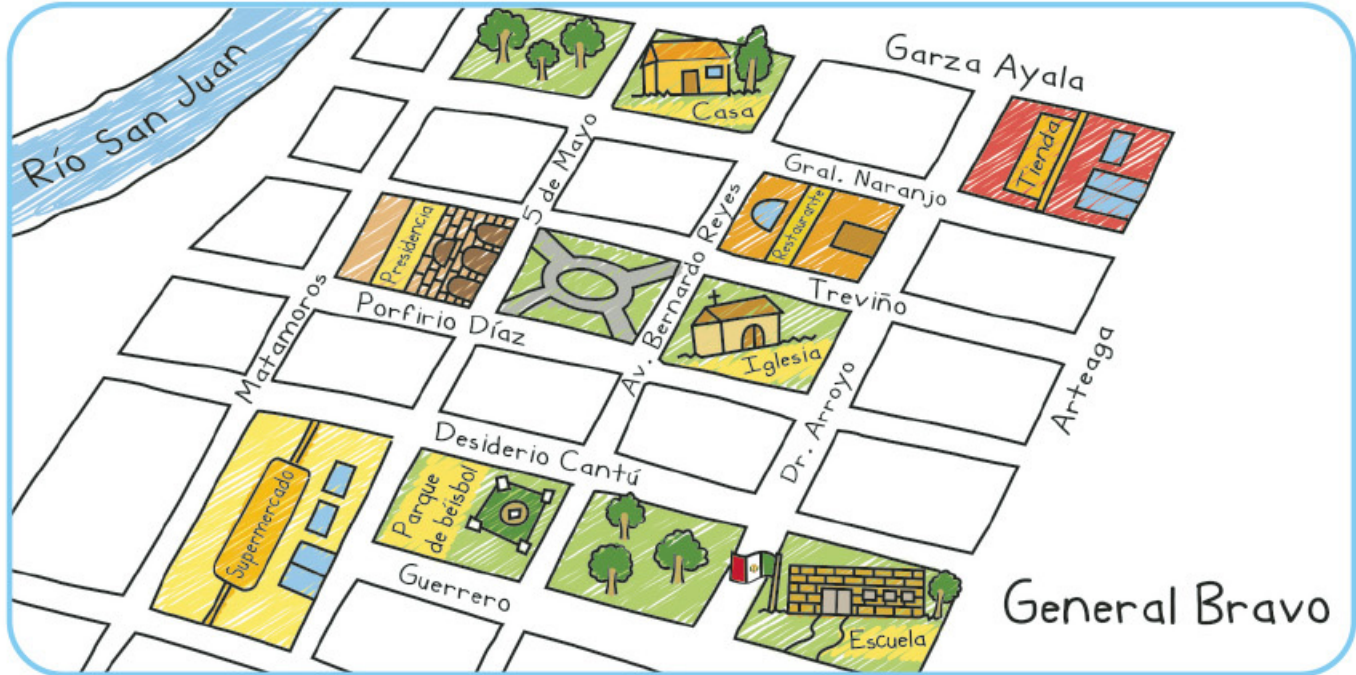 Garza Ayala
Río San Juan
Casa
Tienda
5 de Mayo
Gral. Naranjo
Presidencia
Av. Bernardo Reyes
Restaurante
Matamoros
Porfirio Díaz
Treviño
Iglesia
Arteaga
Dr. Arroyo
Desiderio Cantú
Supermercado
Parque
de béisbol
Guerrero
General Bravo
Escuela